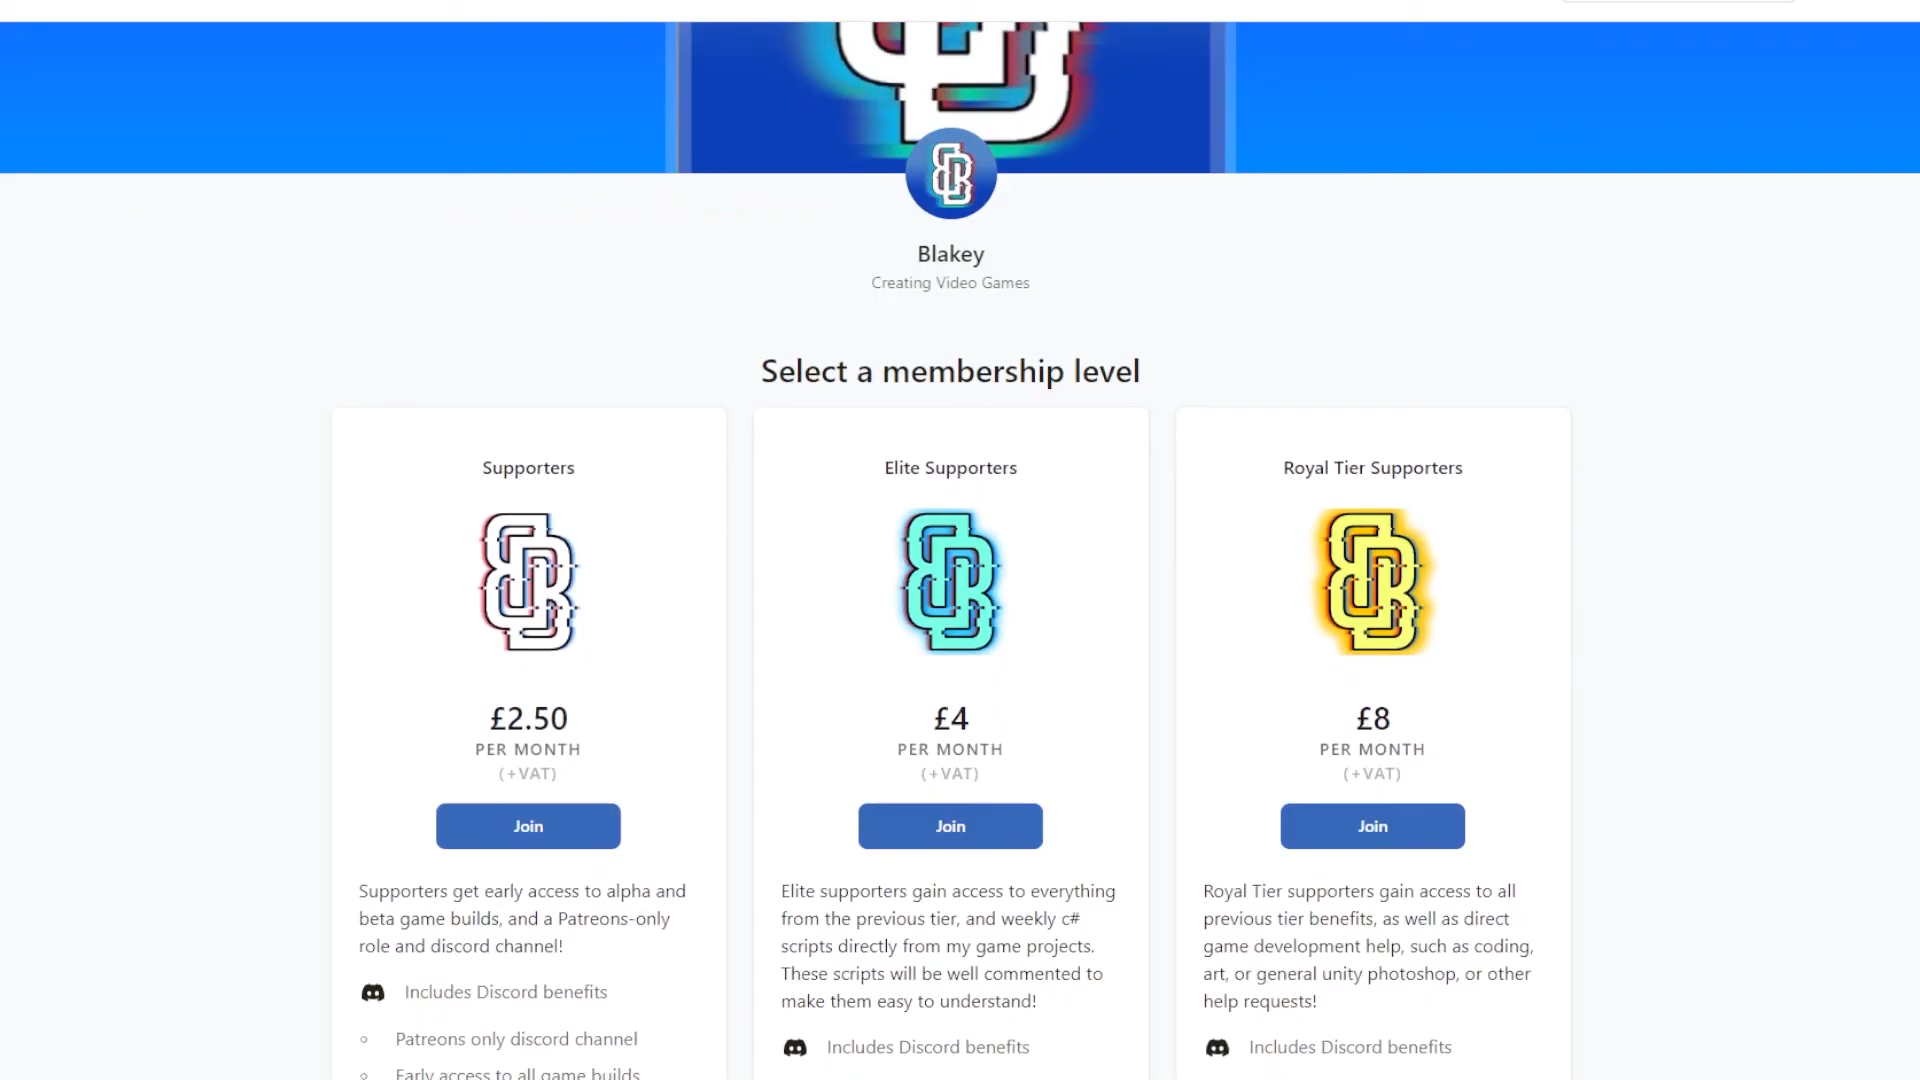 Blakey
Creating Video Games
Select a membership level
Supporters
£2.50
PER MONTH
(+VAT)
Join
Supporters get early access to alpha and
beta game builds, and a Patreons-only
role and discord channel!
Includes Discord benefits
Patreons only discord channel
Early access to all game builds
Elite Supporters
£4
PER MONTH
(+VAT)
Join
Elite supporters gain access to everything
from the previous tier, and weekly c#
scripts directly from my game projects.
These scripts will be well commented to
make them easy to understand!
Includes Discord benefits
Royal Tier Supporters
£8
PER MONTH
(+VAT)
Join
Royal Tier supporters gain access to all
previous tier benefits, as well as direct
game development help, such as coding,
art, or general unity photoshop, or other
help requests!
Includes Discord benefits